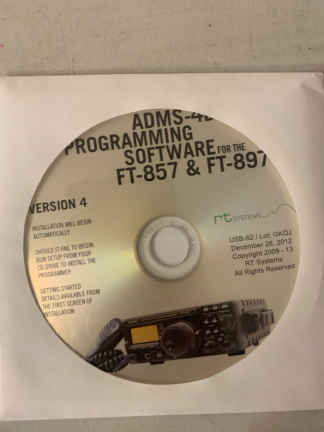 ADMS-4B
PROGRAMMING
SOFTWARE FOR THE
FT-857 & FT-897
VERSION 4
INSTALLATION WILL BEGIN
AUTOMATICALLY
SHOULD IT FAIL TO BEGIN,
RUN SETUP FROM YOUR
CD DRIVE TO INSTALL THE
PROGRAMMER
GETTING STARTED
DETAILS AVAILABLE FROM
THE FIRST SCREEN OF
INSTALLATION
rt SYSTEMS
USB-62 / Lot:
December 26, 2012
Copyright 2009 - 13
RT Systems
All Rights Reserved